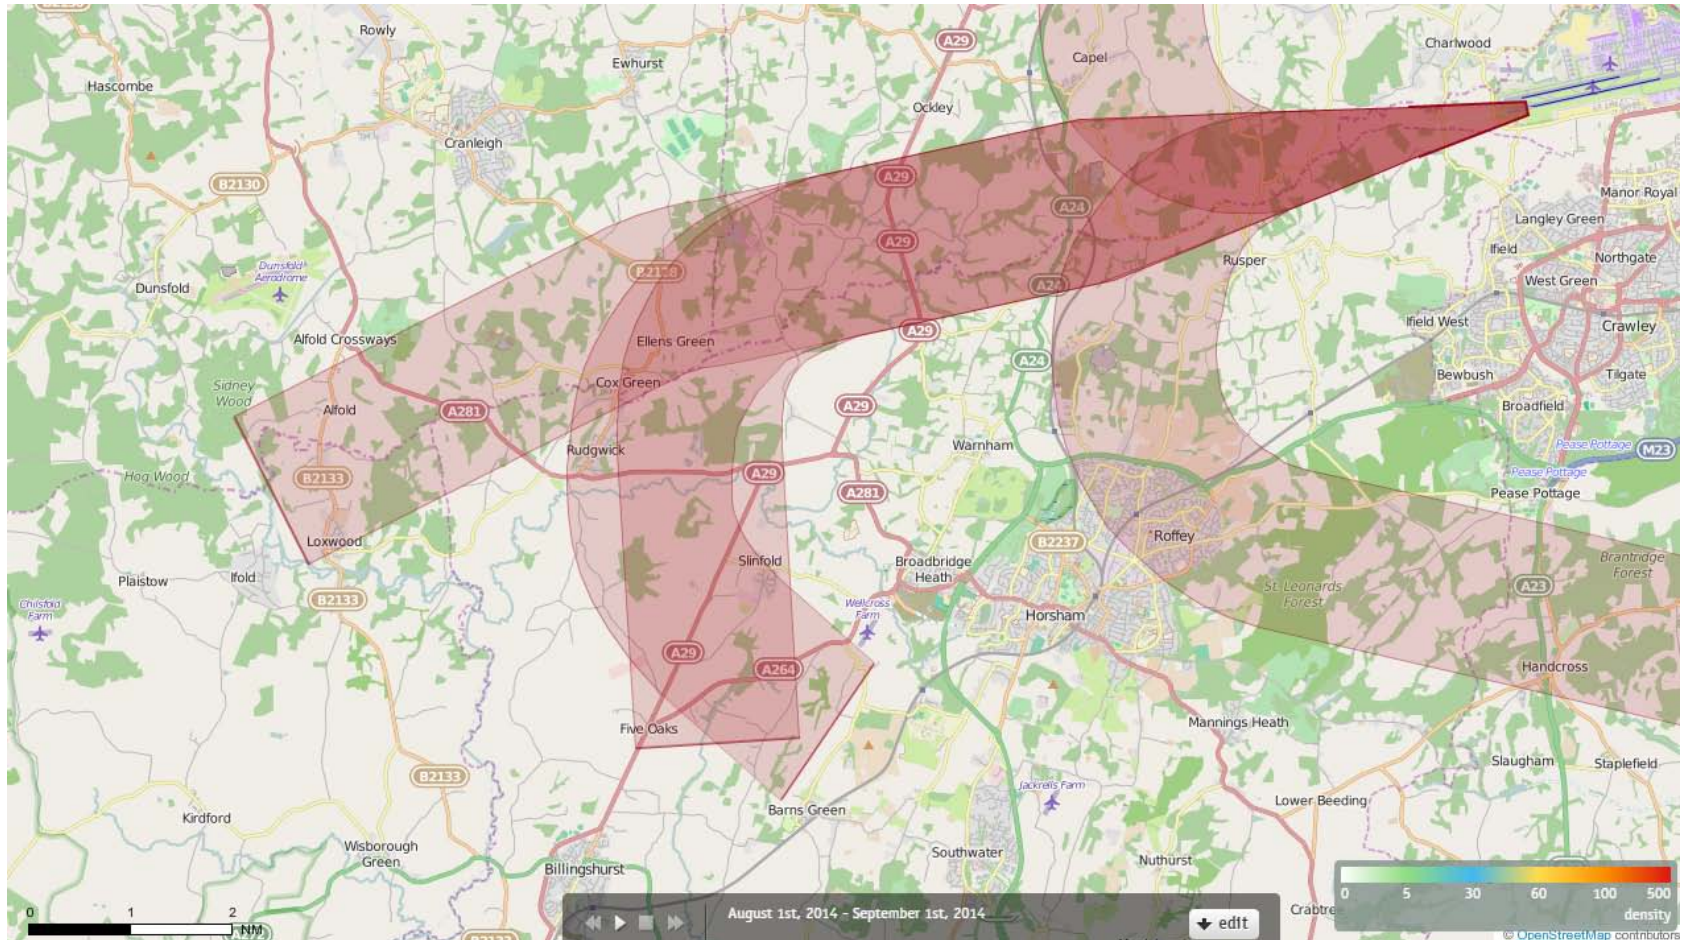 Rowly
Hascombe
Ewhurst
A29
Capel
Charlwood
Ockley
Cranleigh
B2130
A29
A24
Manor Royal
Langley Green
Ifield
Northgate
A29
Rusper
West Green
Dunsfold
Aerodrome
Dunsfold
B2128
A24
Ifield West
Crawley
Alfold Crossways
Ellens Green
A29
A24
Sidney
Wood
Cox Green
Bewbush
Tilgate
Alfold
A281
A29
Broadfield
Rudgwick
Warnham
Pease Pottage
M23
Hog Wood
B2133
A29
A281
Pease Pottage
Pease Pottage
Loxwood
B2237
Roffey
Plaistow
Ifold
Slinfold
Broadbridge
Heath
Brantridge
Forest
St. Leonards
Forest
A23
Chilsfold
Farm
B2133
Wellcross
Farm
Horsham
A29
A264
Handcross
Five Oaks
Mannings Heath
B2133
Slaugham
Staplefield
Jackrells Farm
Barns Green
Lower Beeding
Kirdford
Wisborough
Green
Billingshurst
Southwater
Nuthurst
0 1 2
NM
A272
August 1st, 2014 - September 1st, 2014
edit
Crabtre
0 5 30 60 100 500
density
© OpenStreetMap contributors